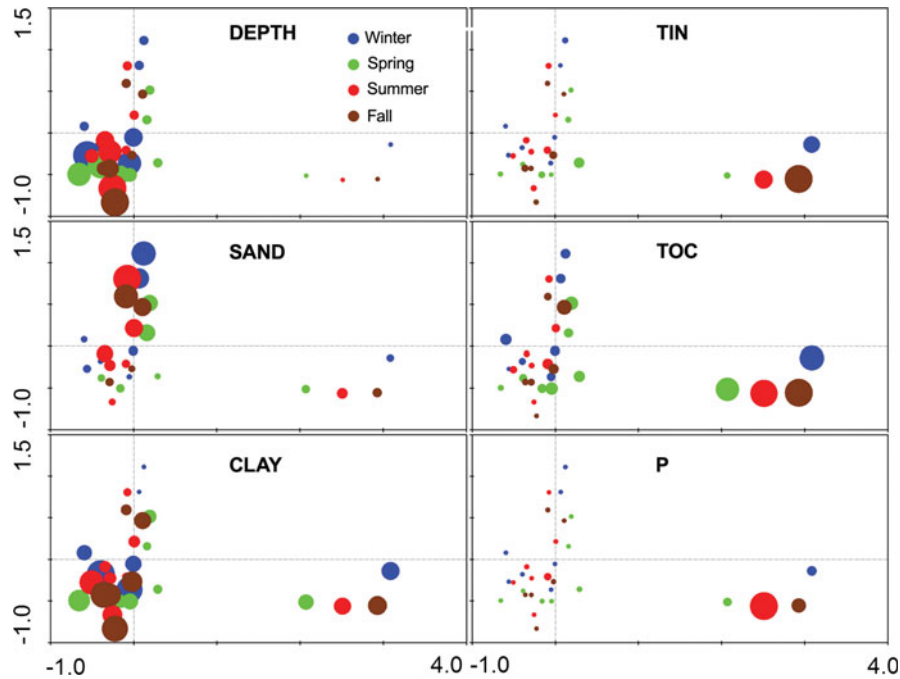 1.5
DEPTH
Winter
Spring
Summer
Fall
-1.0
TIN
1.5
SAND
-1.0
TOC
1.5
CLAY
-1.0
P
-1.0
4.0
-1.0
4.0